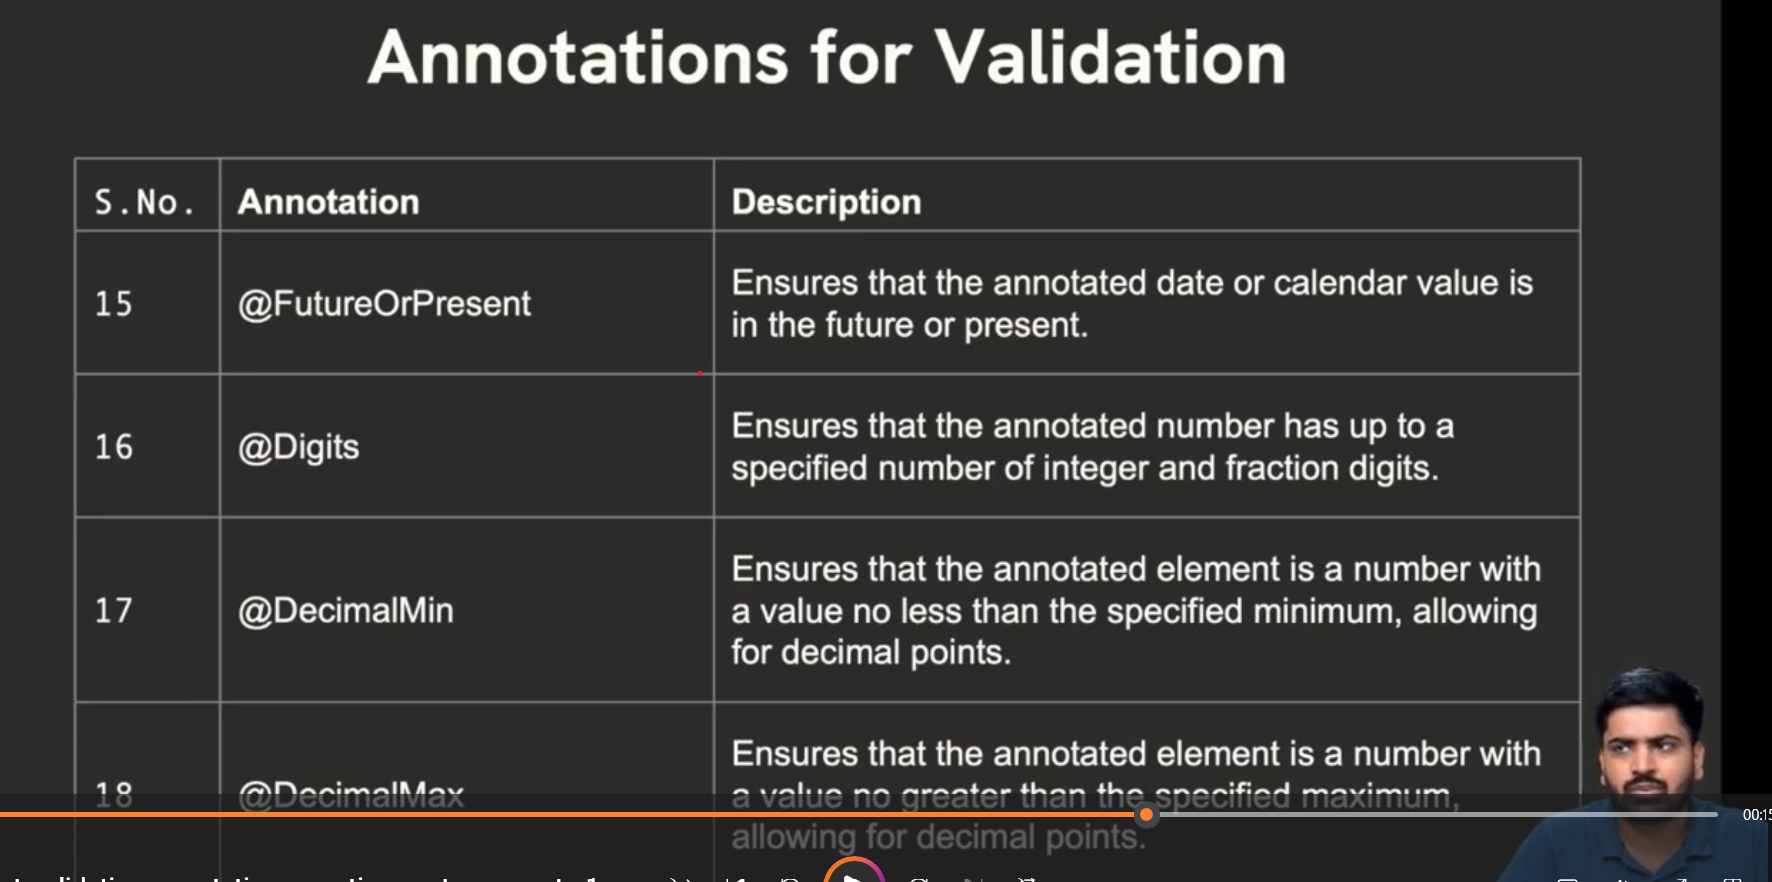 Annotations for Validation
S.No. Annotation Description
15 @FutureOrPresent Ensures that the annotated date or calendar value is
in the future or present.
16 @Digits Ensures that the annotated number has up to a
specified number of integer and fraction digits.
17 @DecimalMin Ensures that the annotated element is a number with
a value no less than the specified minimum, allowing
for decimal points.
18 @DecimalMax Ensures that the annotated element is a number with
a value no greater than the specified maximum,
allowing for decimal points.